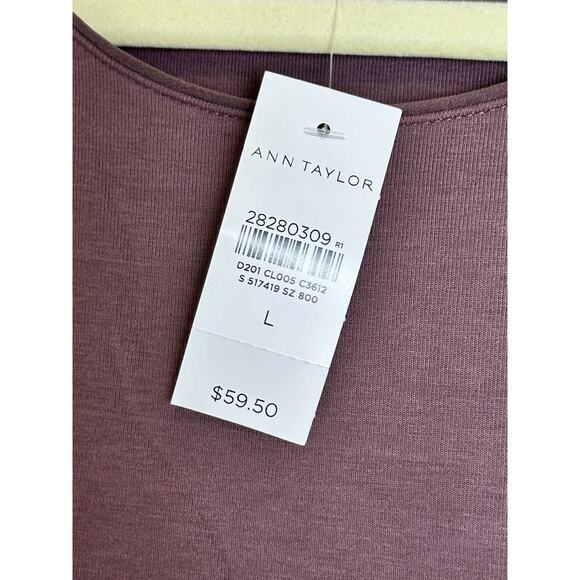 ANN TAYLOR
28280309 R1
D201 CL005 C3612
S 517419 SZ 800
L
$59.50